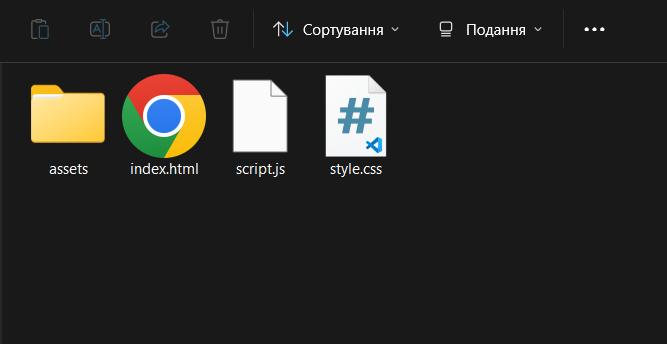 Сортування
Подання
#
assets
index.html
script.js
style.css